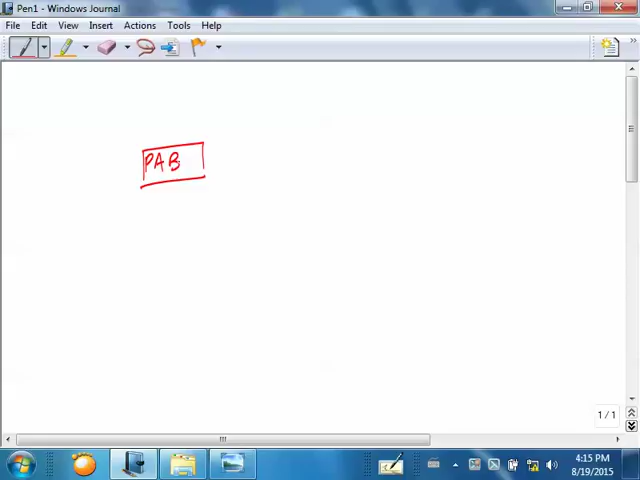 Pen1 - Windows Journal
File Edit View Insert Actions Tools Help
PAB
1 / 1
4:15 PM
8/19/2015